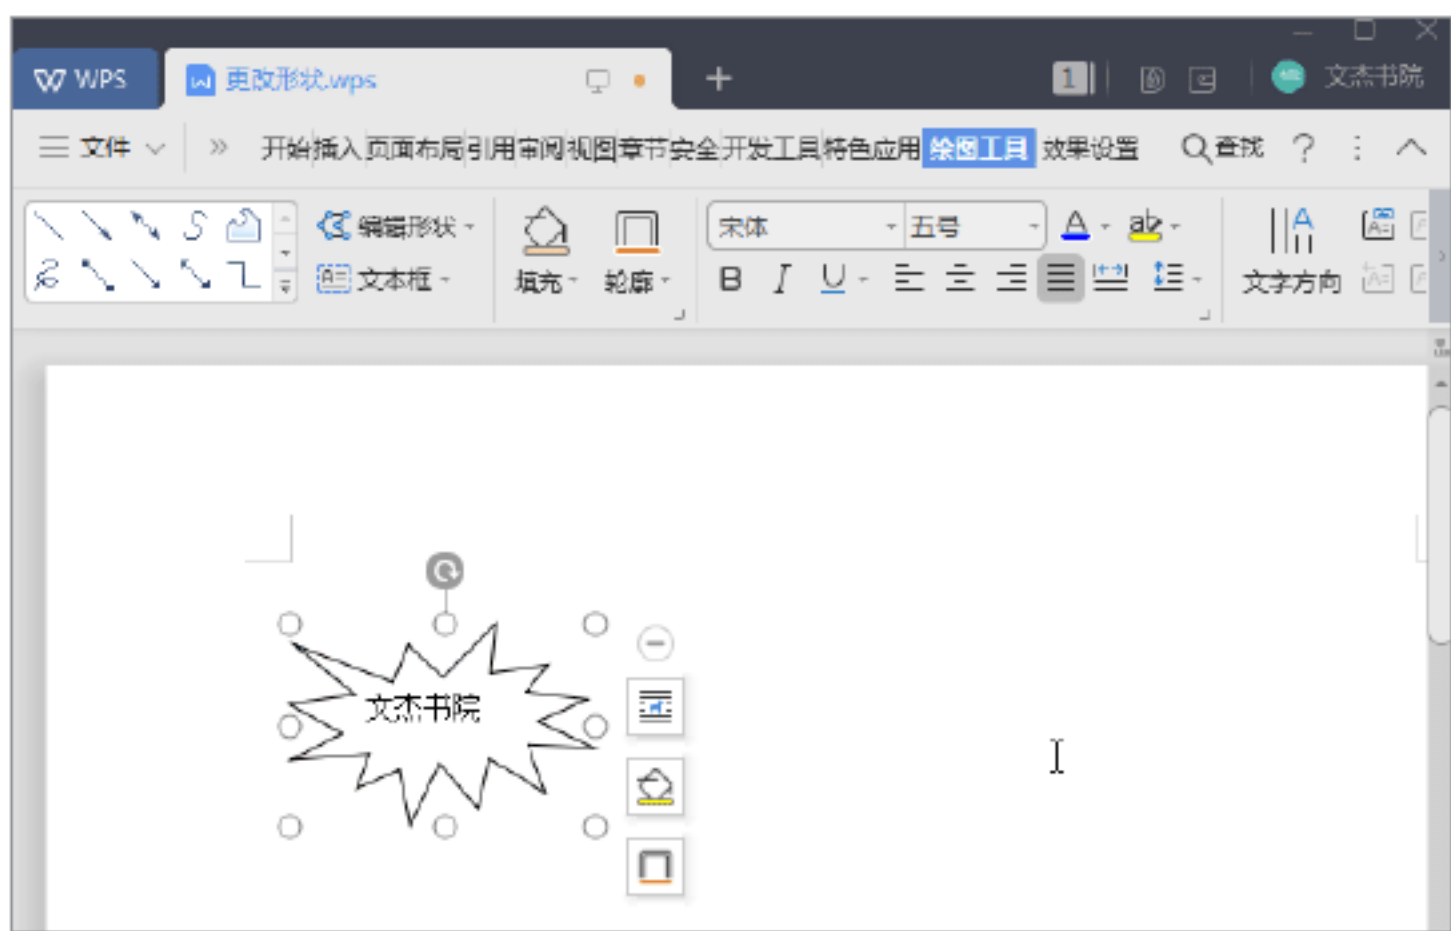 WPS 更改形状.wps 1 文杰书院
文件 开始 插入 页面布局 引用 审阅 视图 章节 安全 开发工具 特色应用 绘图工具 效果设置 查找 ?
编辑形状 宋体 五号 A ab A
文本框 填充 轮廓 B I U 文字方向
文杰书院